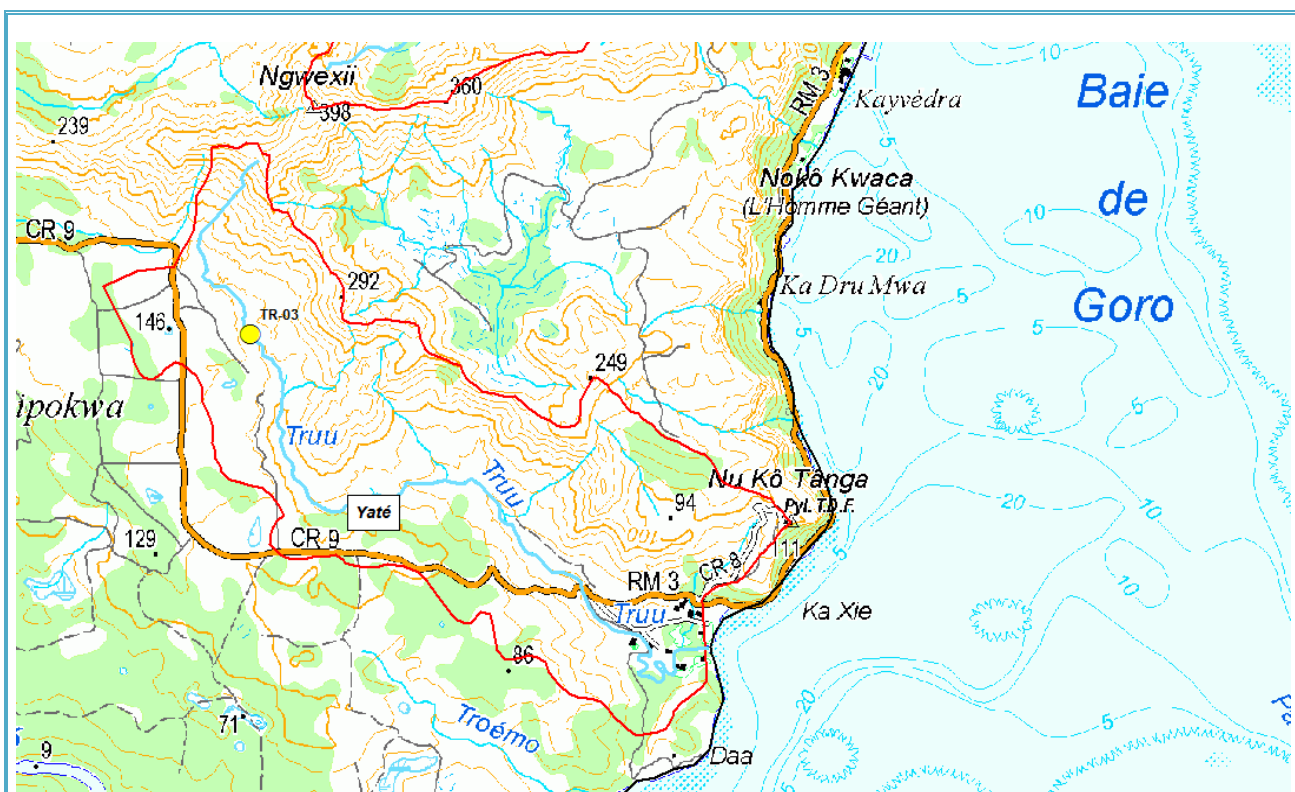 Baie
de
Goro
Ngwexii
360
398
239
RM 3
Kayvèdra
5
10
10
Nokô Kwaca
(L'Homme Géant)
10
CR 9
20
5
Ka Dru Mwa
292
TR-03
146
5
20
249
5
ipokwa
Truu
Truu
Nu Kô Tânga
Pyl. T.D.F.
94
100
20
10
Yaté
5
129
CR 9
111
CR 8
10
RM 3
Truu
Ka Xie
86
20
5
71
Troémo
Daa
9